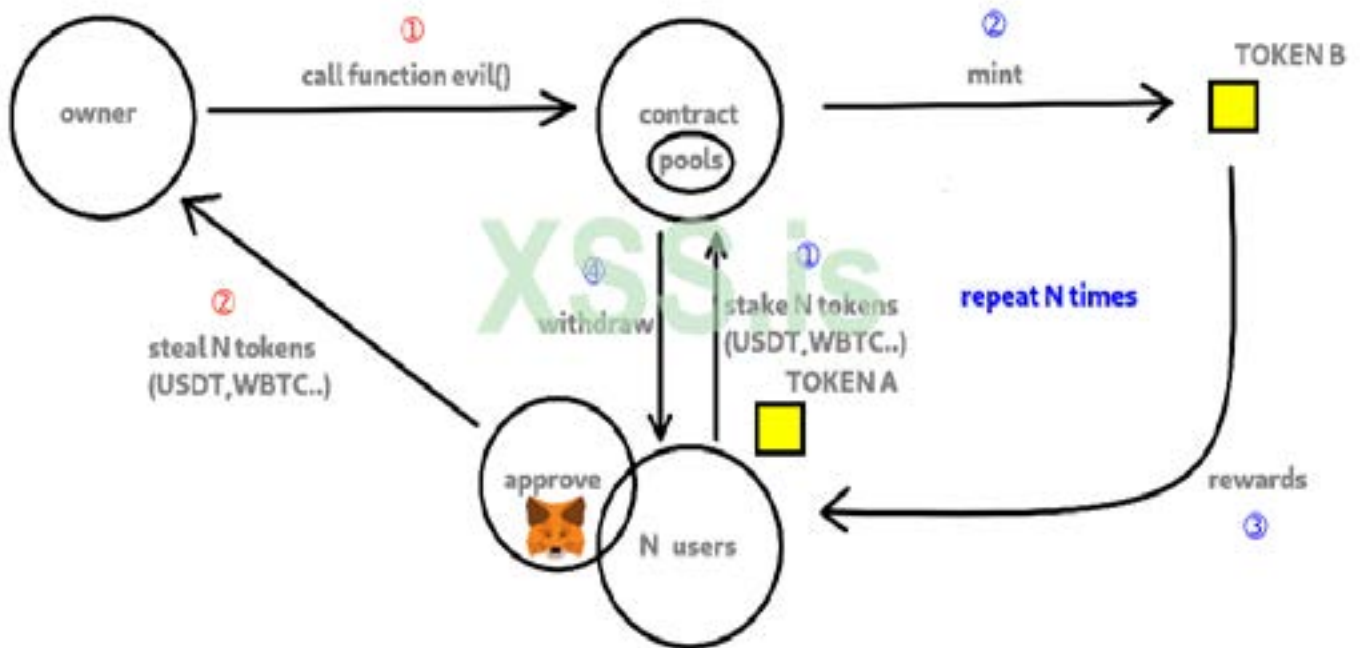 ①
②
TOKEN B
call function evil()
mint
owner
contract
pools
XSS.is
④
①
②
withdraw
stake N tokens
(USDT,WBTC..)
repeat N times
steal N tokens
(USDT,WBTC..)
TOKEN A
approve
rewards
③
N users